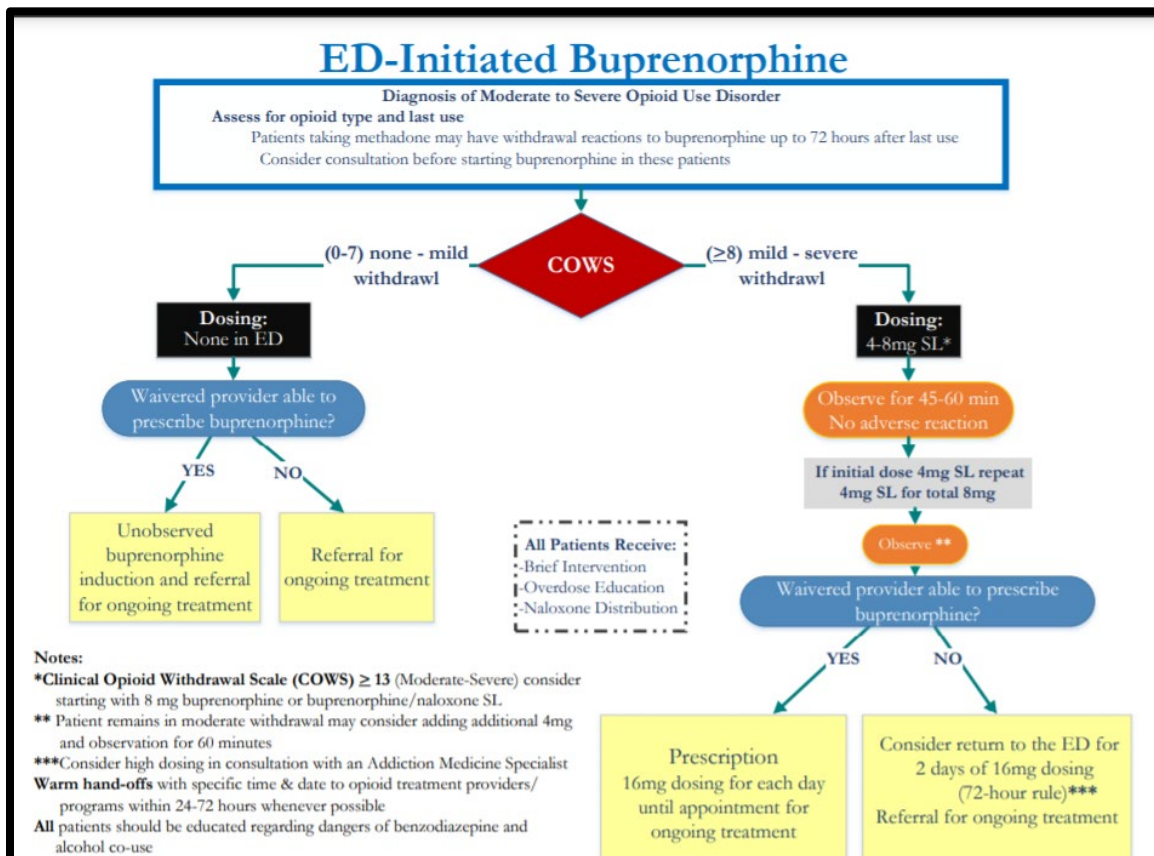 ED-Initiated Buprenorphine
Diagnosis of Moderate to Severe Opioid Use Disorder
Assess for opioid type and last use
Patients taking methadone may have withdrawal reactions to buprenorphine up to 72 hours after last use
Consider consultation before starting buprenorphine in these patients
COWS
(0-7) none - mild
withdrawl
(≥8) mild - severe
withdrawl
Dosing:
None in ED
Waivered provider able to
prescribe buprenorphine?
YES
NO
Unobserved
buprenorphine
induction and referral
for ongoing treatment
Referral for
ongoing treatment
Dosing:
4-8mg SL*
Observe for 45-60 min
No adverse reaction
If initial dose 4mg SL repeat
4mg SL for total 8mg
Observe **
Waivered provider able to prescribe
buprenorphine?
YES
NO
Prescription
16mg dosing for each day
until appointment for
ongoing treatment
Consider return to the ED for
2 days of 16mg dosing
(72-hour rule)***
Referral for ongoing treatment
All Patients Receive:
-Brief Intervention
-Overdose Education
-Naloxone Distribution
Notes:
*Clinical Opioid Withdrawal Scale (COWS) ≥ 13 (Moderate-Severe) consider
starting with 8 mg buprenorphine or buprenorphine/naloxone SL
** Patient remains in moderate withdrawal may consider adding additional 4mg
and observation for 60 minutes
***Consider high dosing in consultation with an Addiction Medicine Specialist
Warm hand-offs with specific time & date to opioid treatment providers/
programs within 24-72 hours whenever possible
All patients should be educated regarding dangers of benzodiazepine and
alcohol co-use